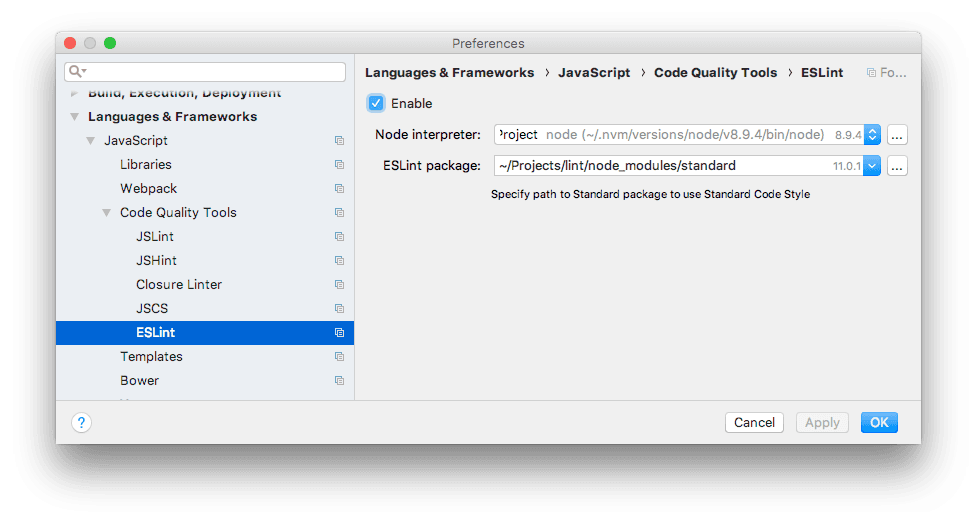 Preferences
Build, Execution, Deployment
Languages & Frameworks
JavaScript
Libraries
Webpack
Code Quality Tools
JSLint
JSHint
Closure Linter
JSCS
ESLint
Templates
Bower
Languages & Frameworks › JavaScript › Code Quality Tools › ESLint Fo...
Enable
Node interpreter: Project node (~/.nvm/versions/node/v8.9.4/bin/node) 8.9.4 ...
ESLint package: ~/Projects/lint/node_modules/standard 11.0.1 ...
Specify path to Standard package to use Standard Code Style
? Cancel Apply OK